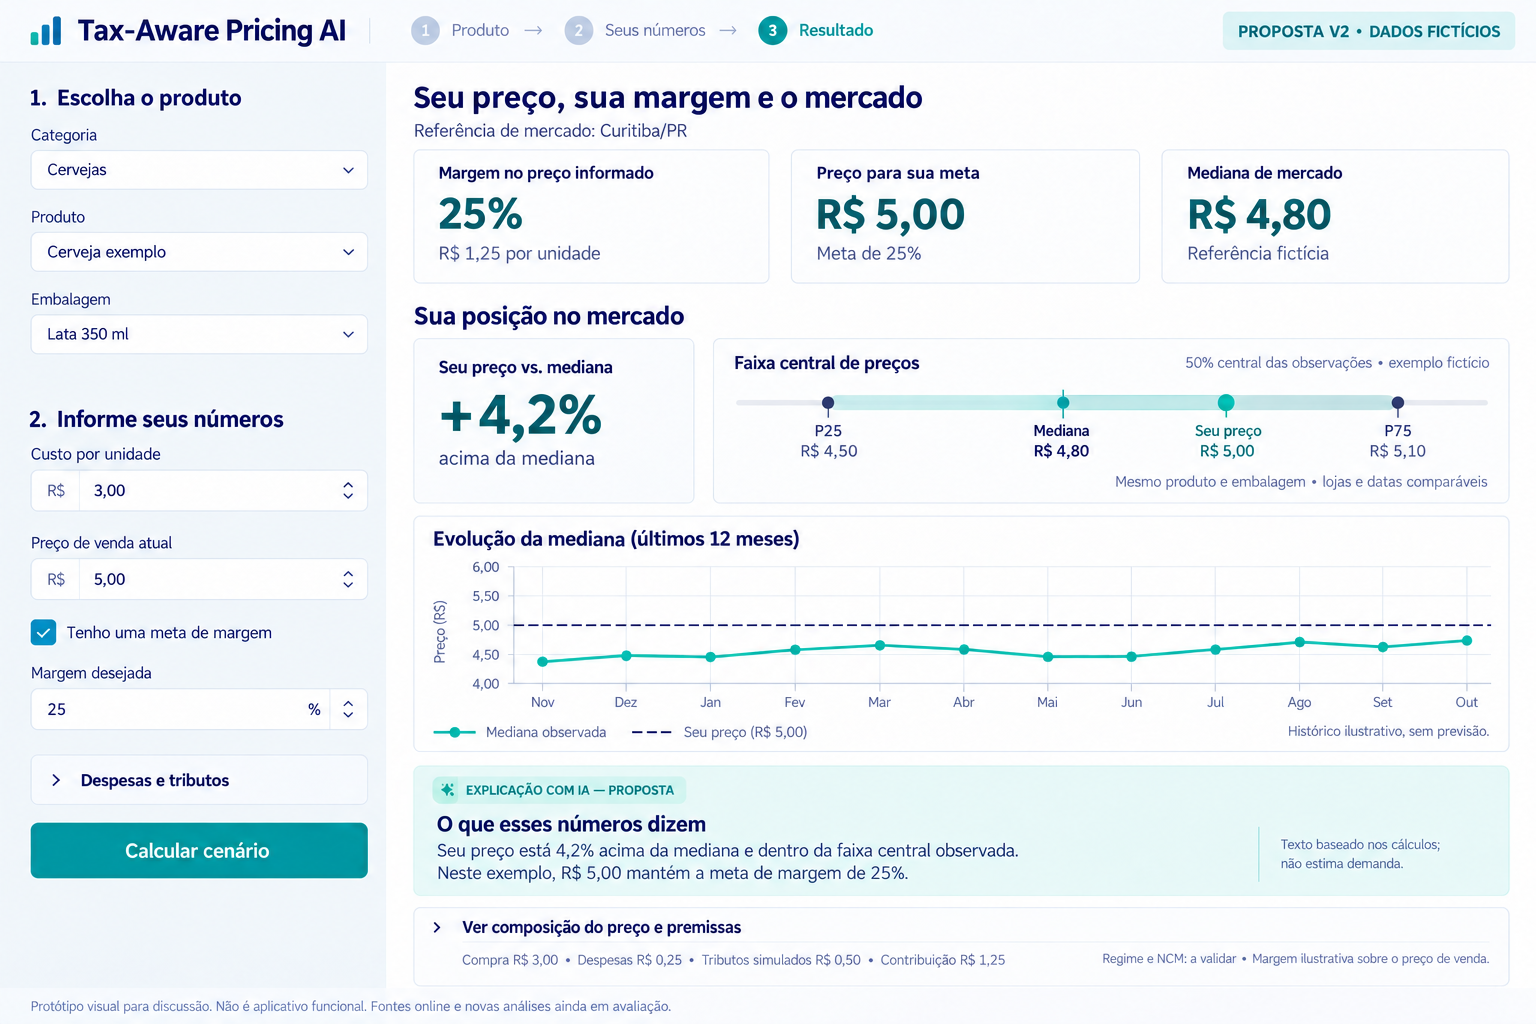 Tax-Aware Pricing AI
1 Produto → 2 Seus números → 3 Resultado
PROPOSTA V2 • DADOS FICTÍCIOS
1. Escolha o produto
Categoria
Cervejas
Produto
Cerveja exemplo
Embalagem
Lata 350 ml
2. Informe seus números
Custo por unidade
R$ 3,00
Preço de venda atual
R$ 5,00
Tenho uma meta de margem
Margem desejada
25 %
Despesas e tributos
Calcular cenário
Seu preço, sua margem e o mercado
Referência de mercado: Curitiba/PR
Margem no preço informado
25%
R$ 1,25 por unidade
Preço para sua meta
R$ 5,00
Meta de 25%
Mediana de mercado
R$ 4,80
Referência fictícia
Sua posição no mercado
Seu preço vs. mediana
+4,2%
acima da mediana
Faixa central de preços
50% central das observações • exemplo fictício
P25
R$ 4,50
Mediana
R$ 4,80
Seu preço
R$ 5,00
P75
R$ 5,10
Mesmo produto e embalagem • lojas e datas comparáveis
Evolução da mediana (últimos 12 meses)
Preço (R$)
6,00
5,50
5,00
4,50
4,00
Nov Dez Jan Fev Mar Abr Mai Jun Jul Ago Set Out
Mediana observada
Seu preço (R$ 5,00)
Histórico ilustrativo, sem previsão.
EXPLICAÇÃO COM IA — PROPOSTA
O que esses números dizem
Seu preço está 4,2% acima da mediana e dentro da faixa central observada.
Neste exemplo, R$ 5,00 mantém a meta de margem de 25%.
Texto baseado nos cálculos;
não estima demanda.
Ver composição do preço e premissas
Compra R$ 3,00 • Despesas R$ 0,25 • Tributos simulados R$ 0,50 • Contribuição R$ 1,25
Regime e NCM: a validar • Margem ilustrativa sobre o preço de venda.
Protótipo visual para discussão. Não é aplicativo funcional. Fontes online e novas análises ainda em avaliação.